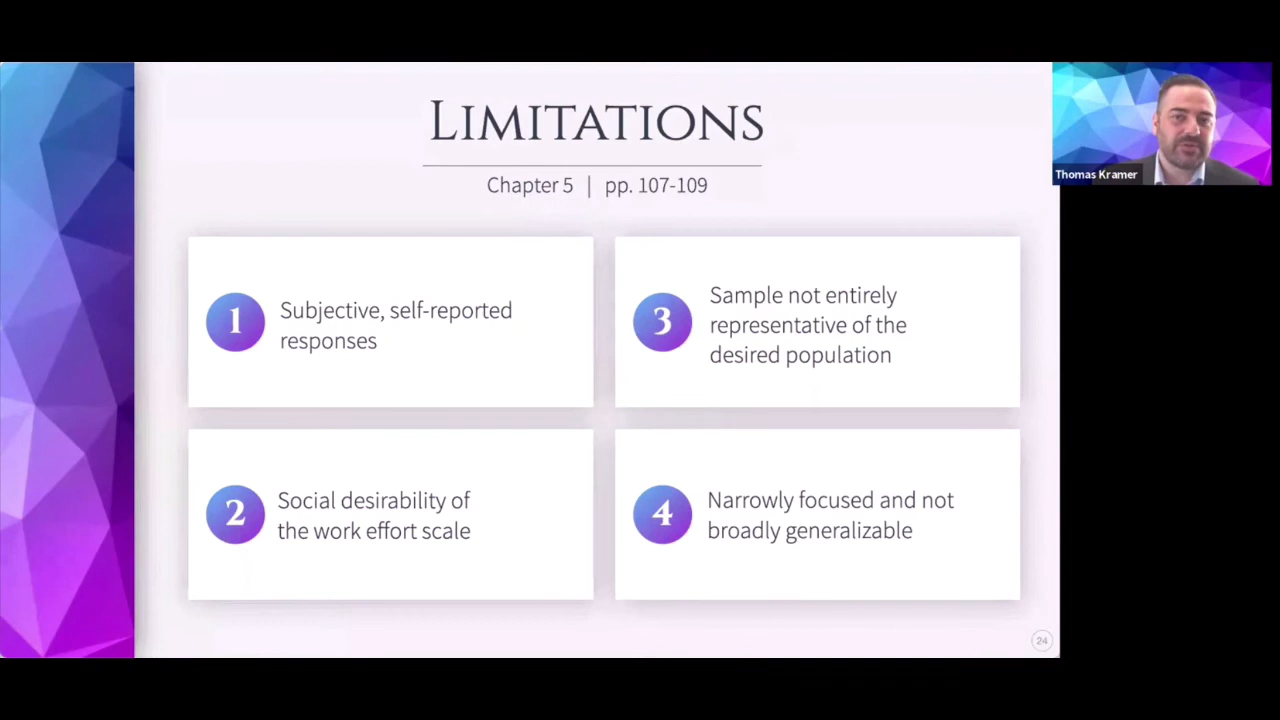 LIMITATIONS
Chapter 5 | pp. 107-109
1
Subjective, self-reported
responses
2
Social desirability of
the work effort scale
3
Sample not entirely
representative of the
desired population
4
Narrowly focused and not
broadly generalizable
24
Thomas Kramer